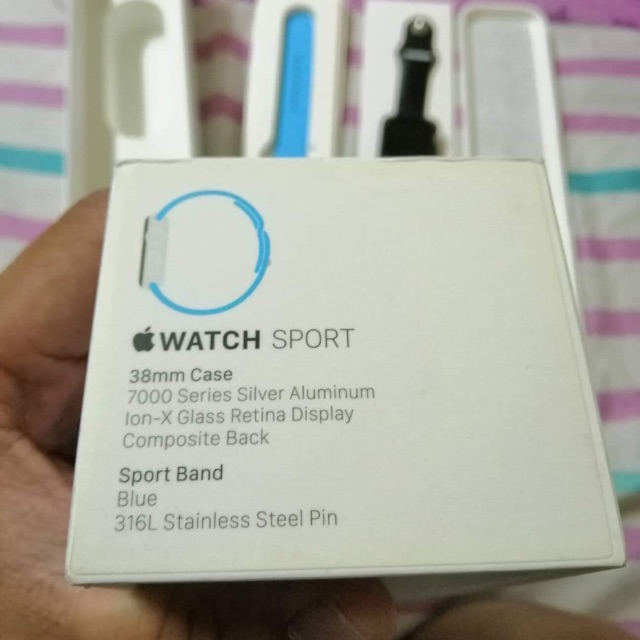 WATCH SPORT
38mm Case
7000 Series Silver Aluminum
Ion-X Glass Retina Display
Composite Back
Sport Band
Blue
316L Stainless Steel Pin